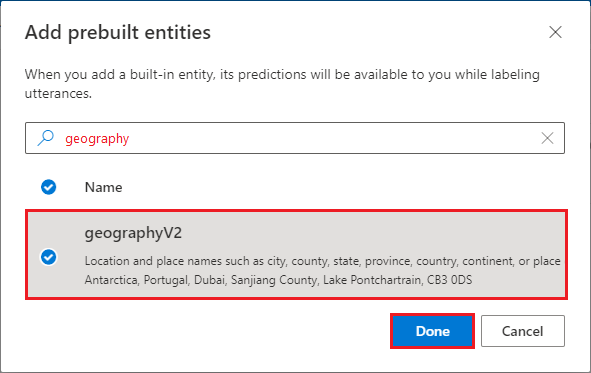 Add prebuilt entities
When you add a built-in entity, its predictions will be available to you while labeling
utterances.
geography
Name
geographyV2
Location and place names such as city, county, state, province, country, continent, or place
Antarctica, Portugal, Dubai, Sanjiang County, Lake Pontchartrain, CB3 0DS
Done Cancel